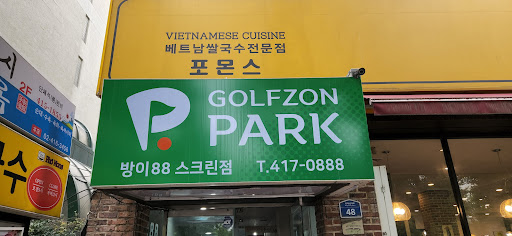 VIETNAMESE CUISINE
베트남쌀국수전문점
포몬스
GOLFZON
PARK
방이88 스크린점 T.417-0888
48
2F